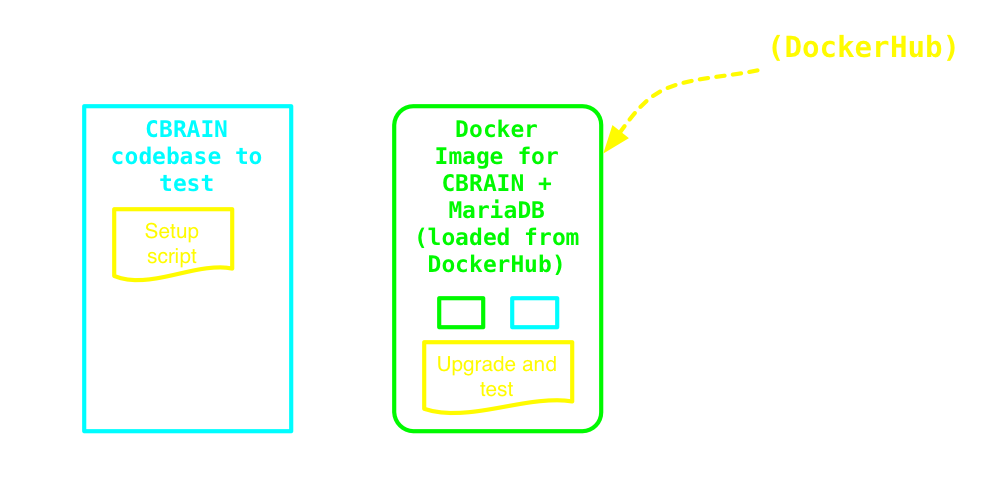 (DockerHub)
CBRAIN
codebase to
test
Setup
script
Docker
Image for
CBRAIN +
MariaDB
(loaded from
DockerHub)
Upgrade and
test